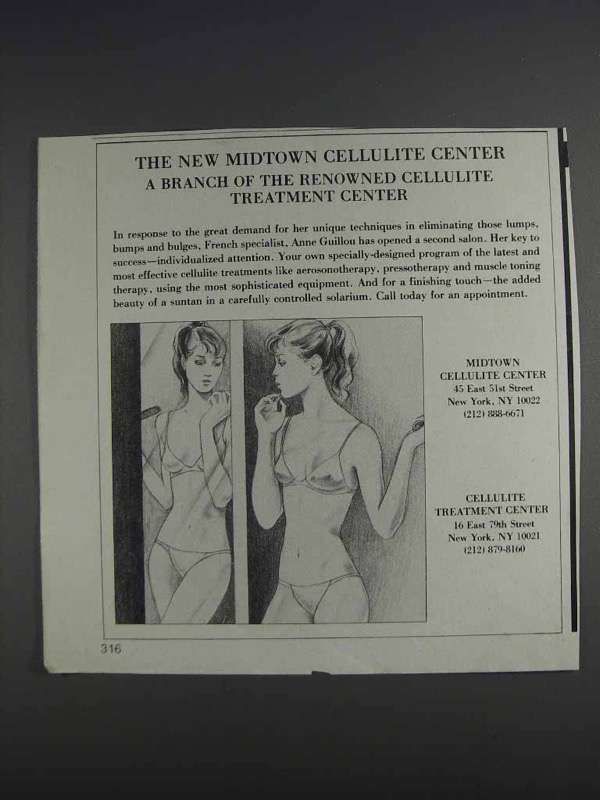 THE NEW MIDTOWN CELLULITE CENTER
A BRANCH OF THE RENOWNED CELLULITE
TREATMENT CENTER
In response to the great demand for her unique techniques in eliminating those lumps,
bumps and bulges, French specialist, Anne Guillou has opened a second salon. Her key to
success—individualized attention. Your own specially-designed program of the latest and
most effective cellulite treatments like aerosonotherapy, pressotherapy and muscle toning
therapy, using the most sophisticated equipment. And for a finishing touch—the added
beauty of a suntan in a carefully controlled solarium. Call today for an appointment.
MIDTOWN
CELLULITE CENTER
45 East 51st Street
New York, NY 10022
(212) 888-6671
CELLULITE
TREATMENT CENTER
16 East 79th Street
New York, NY 10021
(212) 879-8160
316